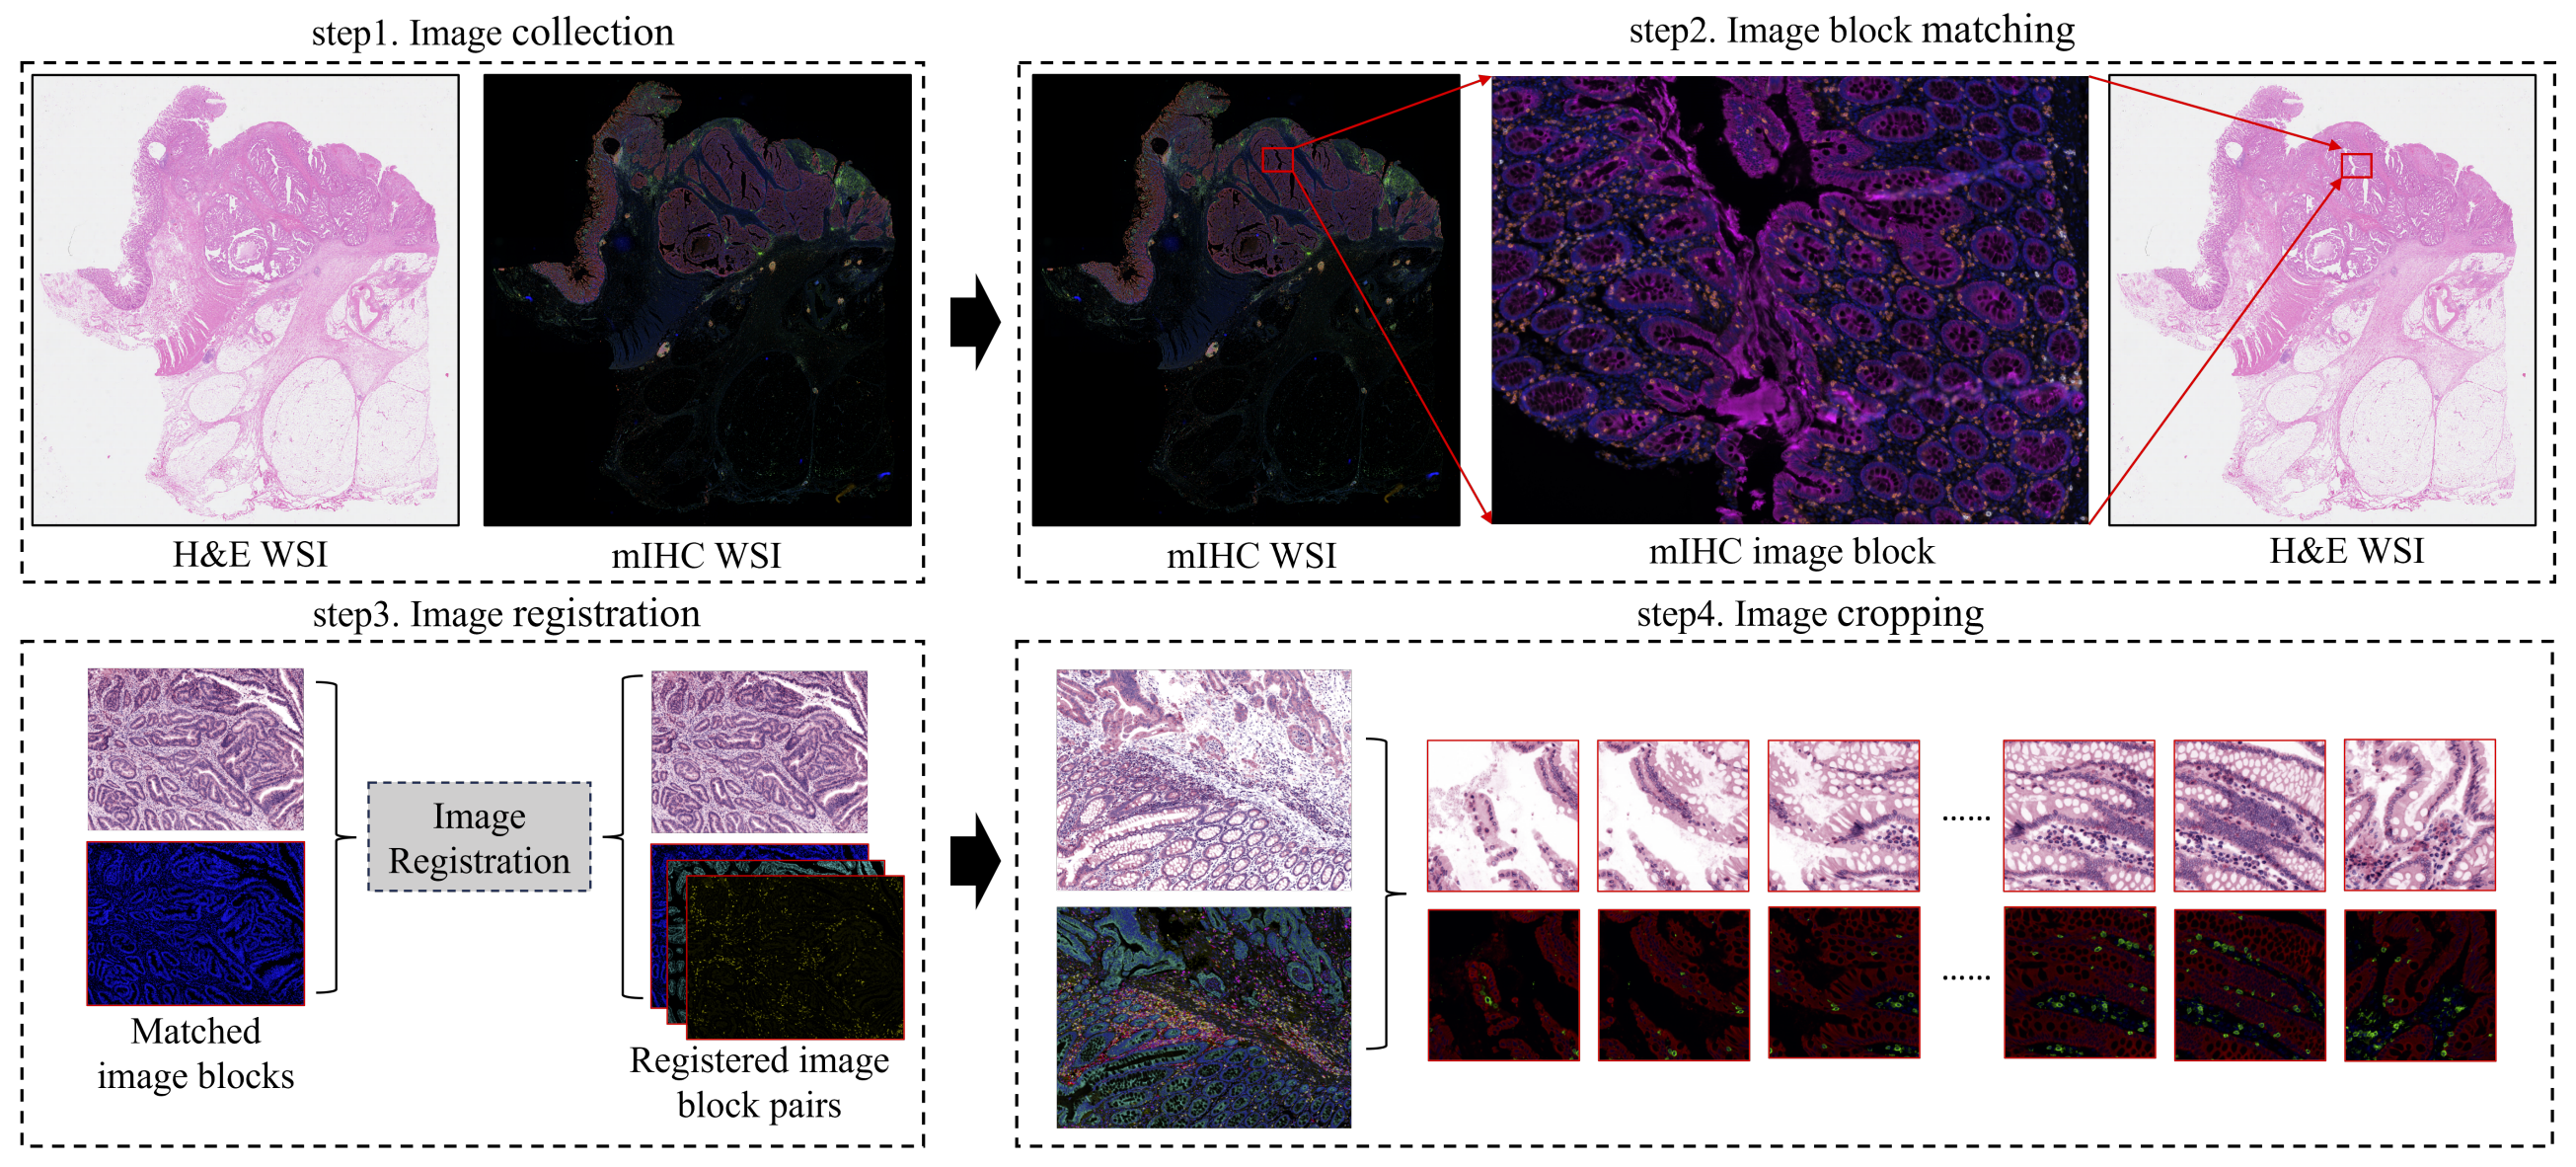 step1. Image collection
H&E WSI
mIHC WSI
step2. Image block matching
mIHC WSI
mIHC image block
H&E WSI
step3. Image registration
Matched
image blocks
Image
Registration
Registered image
block pairs
step4. Image cropping
......
......